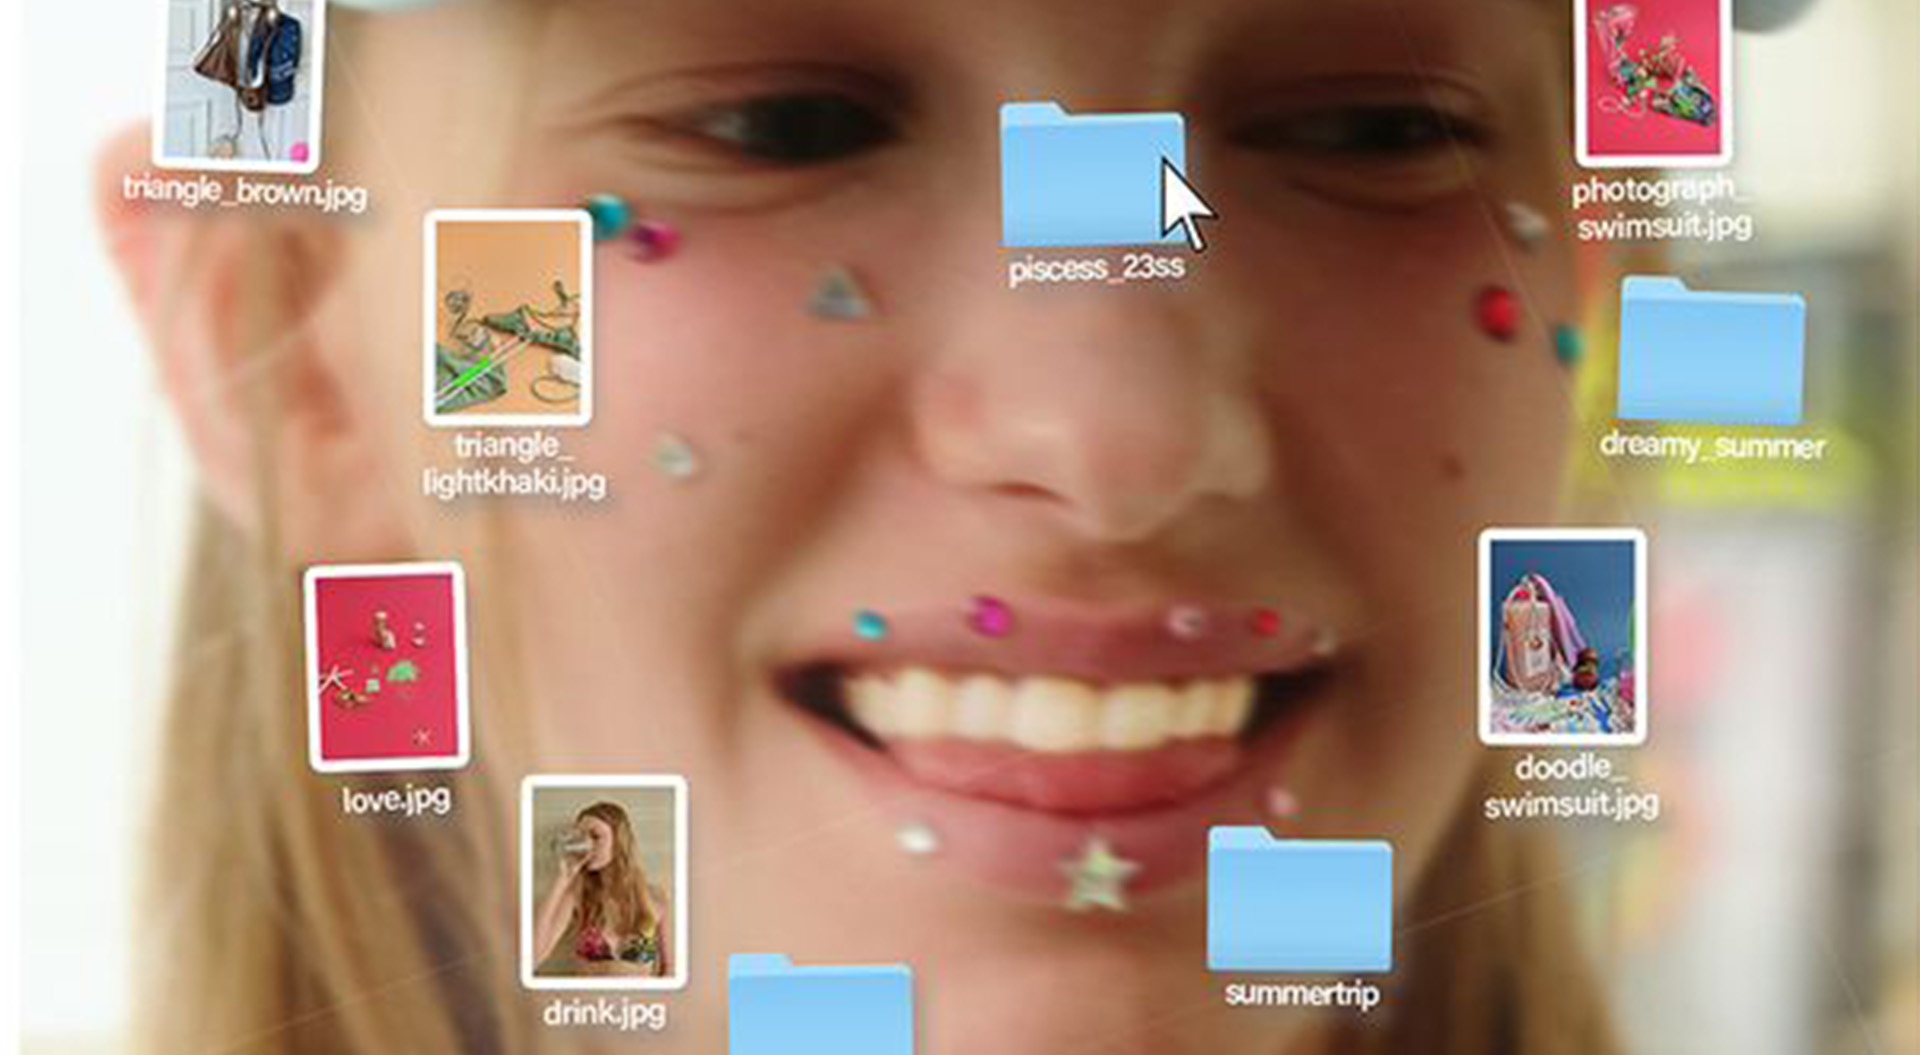 triangle_brown.jpg
photograph_
swimsuit.jpg
piscess_23ss
dreamy_summer
triangle_
lightkhaki.jpg
love.jpg
doodle_
swimsuit.jpg
drink.jpg
summertrip